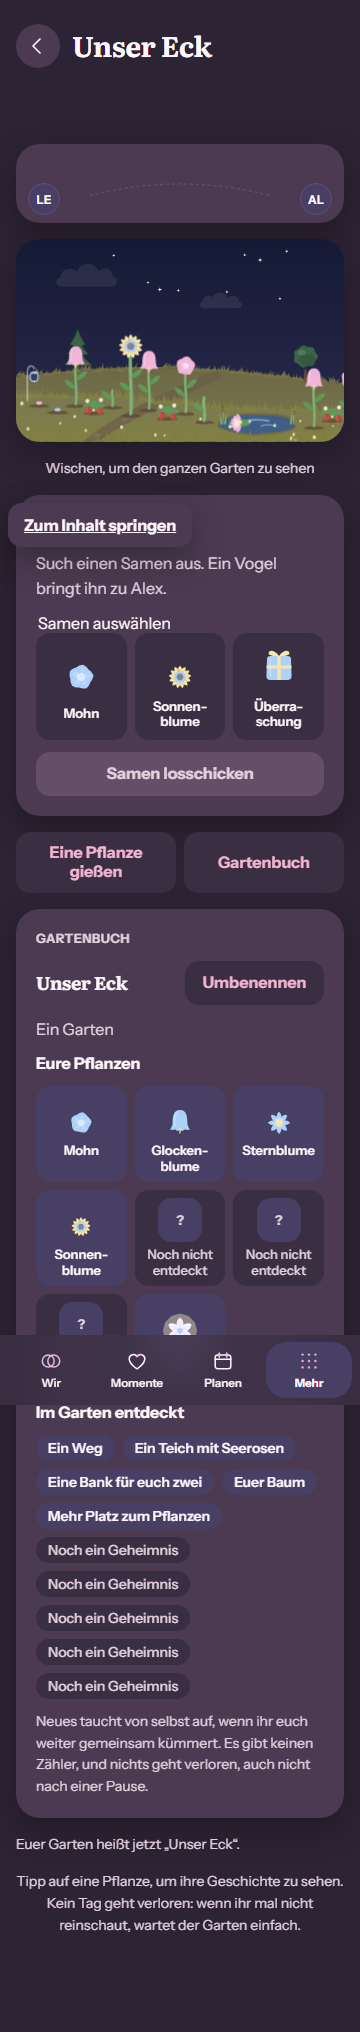 Unser Eck
LE
AL
Wischen, um den ganzen Garten zu sehen
Zum Inhalt springen
Such einen Samen aus. Ein Vogel
bringt ihn zu Alex.
Samen auswählen
Mohn
Sonnen-
blume
Überra-
schung
Samen losschicken
Eine Pflanze
gießen
Gartenbuch
GARTENBUCH
Unser Eck
Umbenennen
Ein Garten
Eure Pflanzen
Mohn
Glocken-
blume
Sternblume
Sonnen-
blume
?
Noch nicht
entdeckt
?
Noch nicht
entdeckt
?
Wir
Momente
Planen
Mehr
Im Garten entdeckt
Ein Weg
Ein Teich mit Seerosen
Eine Bank für euch zwei
Euer Baum
Mehr Platz zum Pflanzen
Noch ein Geheimnis
Noch ein Geheimnis
Noch ein Geheimnis
Noch ein Geheimnis
Noch ein Geheimnis
Neues taucht von selbst auf, wenn ihr euch
weiter gemeinsam kümmert. Es gibt keinen
Zähler, und nichts geht verloren, auch nicht
nach einer Pause.
Euer Garten heißt jetzt „Unser Eck“.
Tipp auf eine Pflanze, um ihre Geschichte zu sehen.
Kein Tag geht verloren: wenn ihr mal nicht
reinschaut, wartet der Garten einfach.